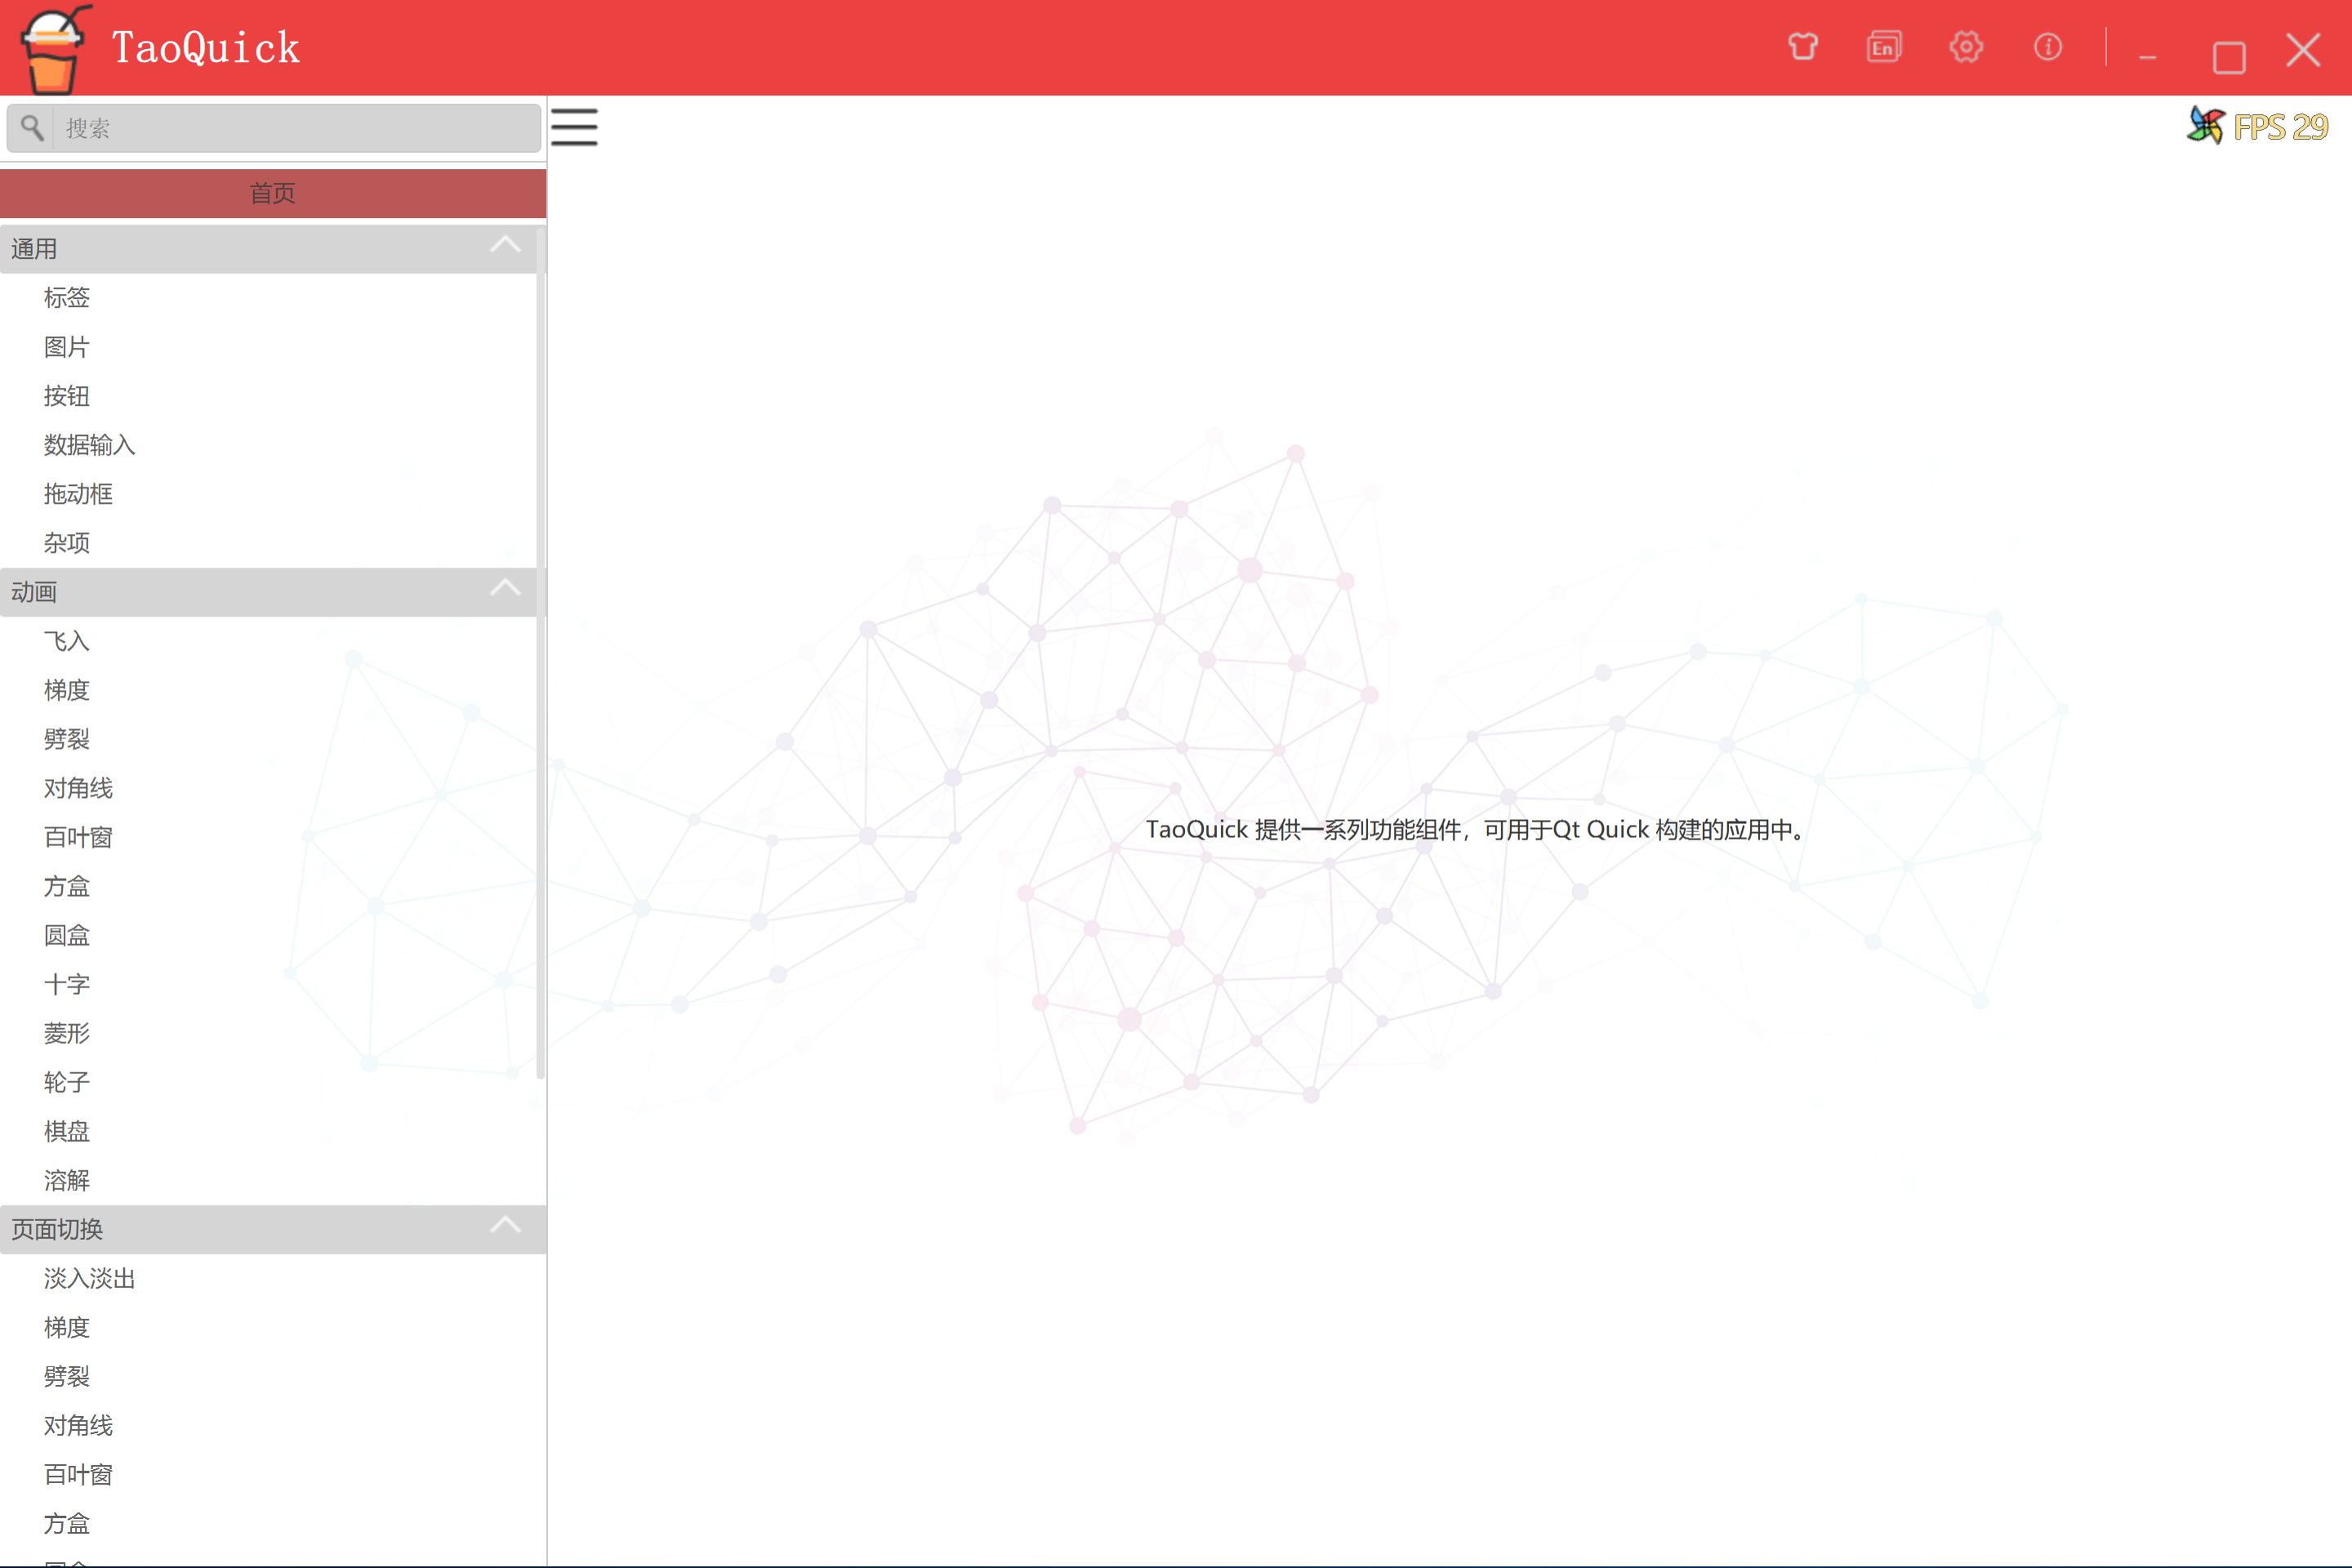 TaoQuick
En
搜索
FPS 29
首页
通用
标签
图片
按钮
数据输入
拖动框
杂项
动画
飞入
梯度
劈裂
对角线
百叶窗
方盒
圆盒
十字
菱形
轮子
棋盘
溶解
页面切换
淡入淡出
梯度
劈裂
对角线
百叶窗
方盒
TaoQuick 提供一系列功能组件，可用于Qt Quick 构建的应用中。